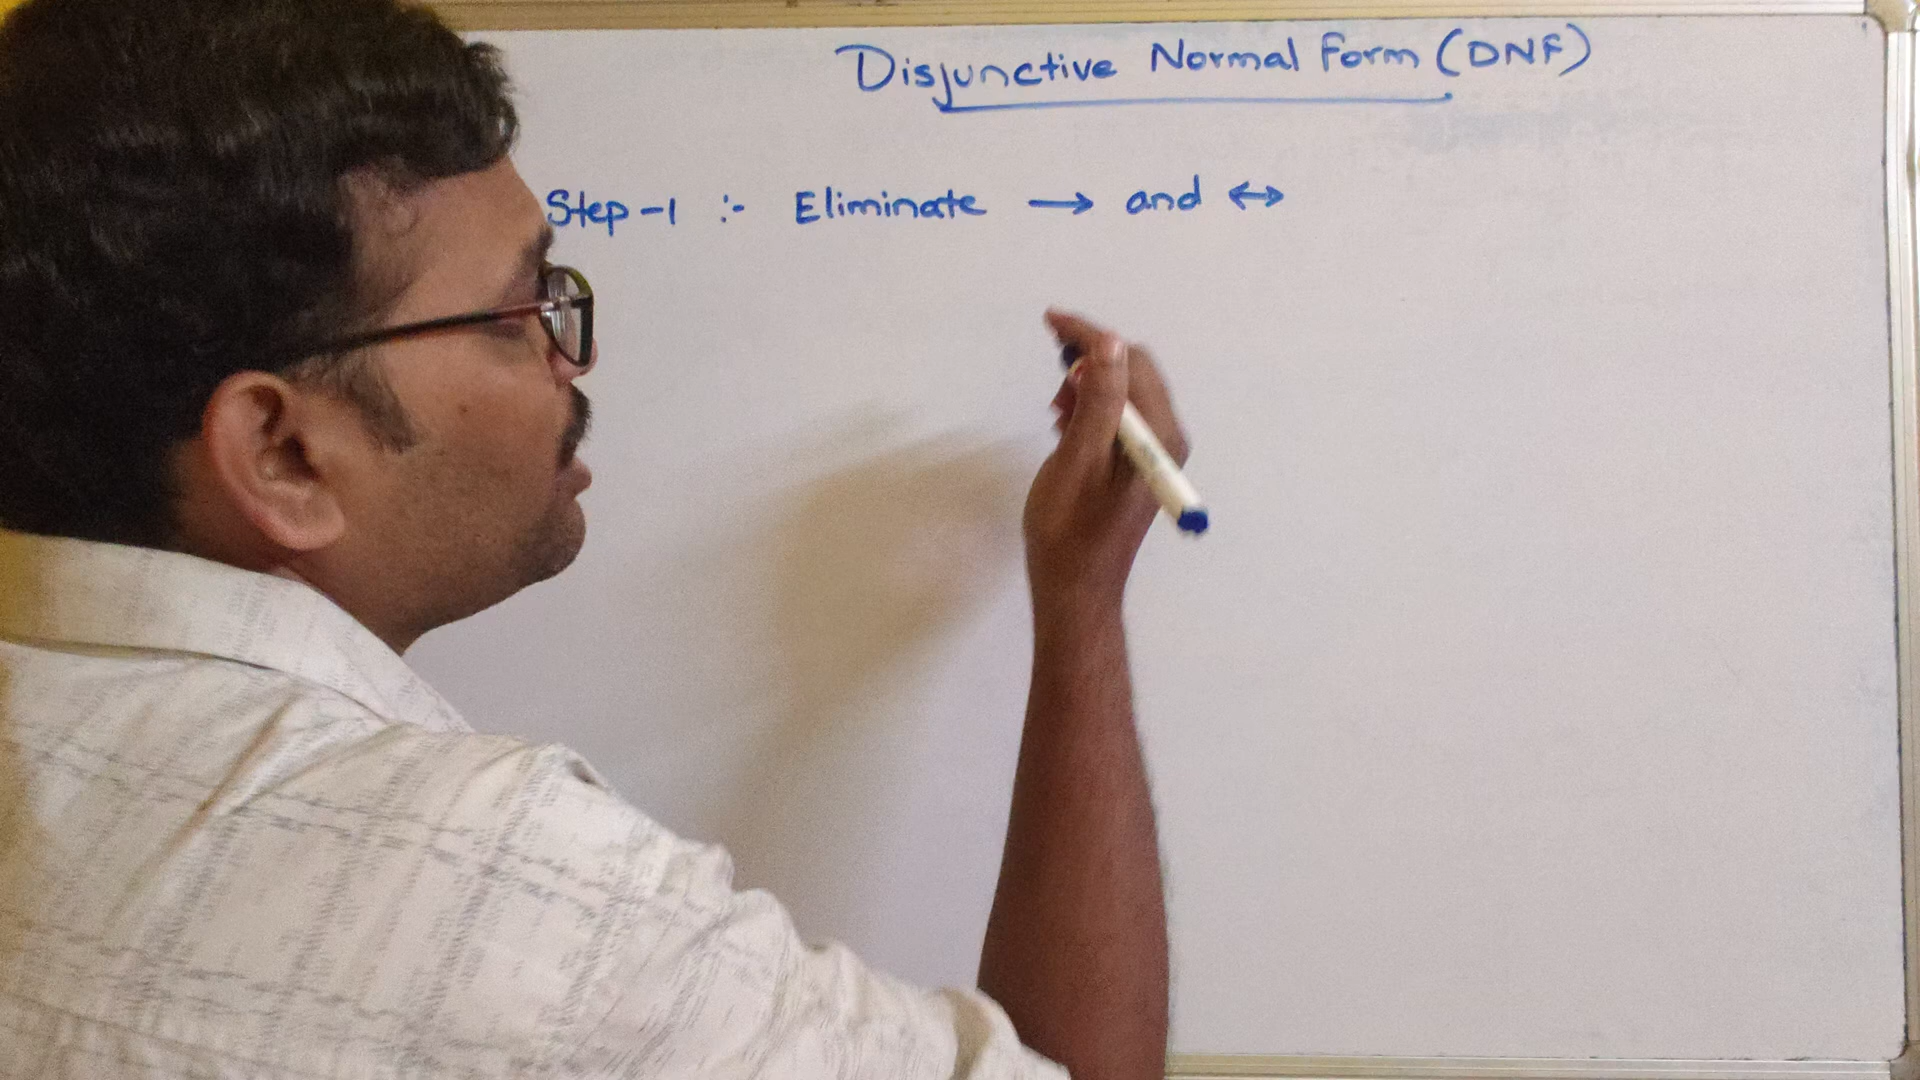 Disjunctive Normal Form (DNF)
Step-1 :- Eliminate → and ↔